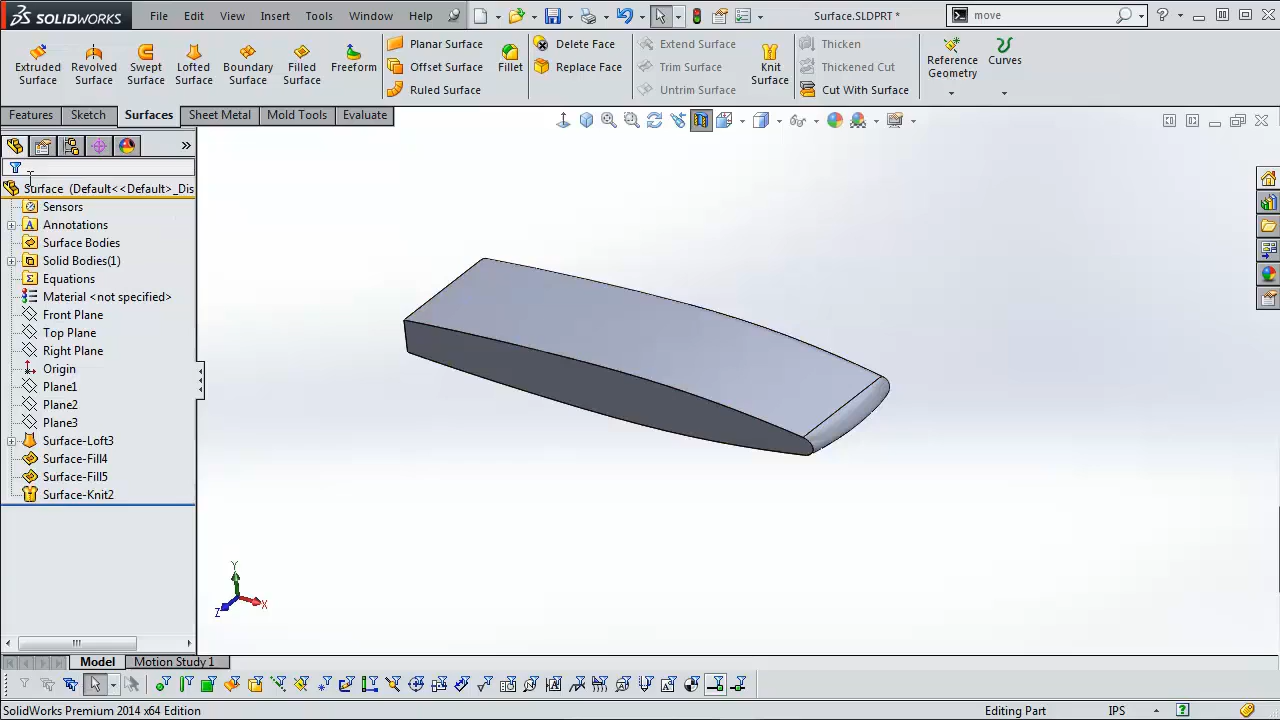 SOLIDWORKS File Edit View Insert Tools Window Help Surface.SLDPRT * move
Extruded Surface
Revolved Surface
Swept Surface
Lofted Surface
Boundary Surface
Filled Surface
Freeform
Planar Surface
Offset Surface
Ruled Surface
Fillet
Delete Face
Replace Face
Extend Surface
Trim Surface
Untrim Surface
Knit Surface
Thicken
Thickened Cut
Cut With Surface
Reference Geometry
Curves
Features Sketch Surfaces Sheet Metal Mold Tools Evaluate
Surface (Default<<Default>_Dis
Sensors
Annotations
Surface Bodies
Solid Bodies(1)
Equations
Material <not specified>
Front Plane
Top Plane
Right Plane
Origin
Plane1
Plane2
Plane3
Surface-Loft3
Surface-Fill4
Surface-Fill5
Surface-Knit2
Y
X
Z
Model Motion Study 1
SolidWorks Premium 2014 x64 Edition Editing Part IPS